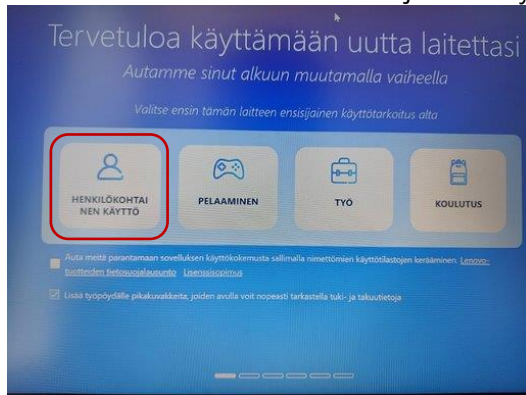 Tervetuloa käyttämään uutta laitettasi
Autamme sinut alkuun muutamalla vaiheella
Valitse ensin tämän laitteen ensisijainen käyttötarkoitus alta
HENKILÖKOHTAI
NEN KÄYTTÖ
PELAAMINEN
TYÖ
KOULUTUS
Auta meitä parantamaan sovelluksen käyttökokemusta sallimalla nimettömien käyttötilastojen kerääminen. Lenovo-
tuotteiden tietosuojalausunto Lisenssisopimus
Lisää työpöydälle pikakuvakkeita, joiden avulla voit nopeasti tarkastella tuki- ja takuutietoja